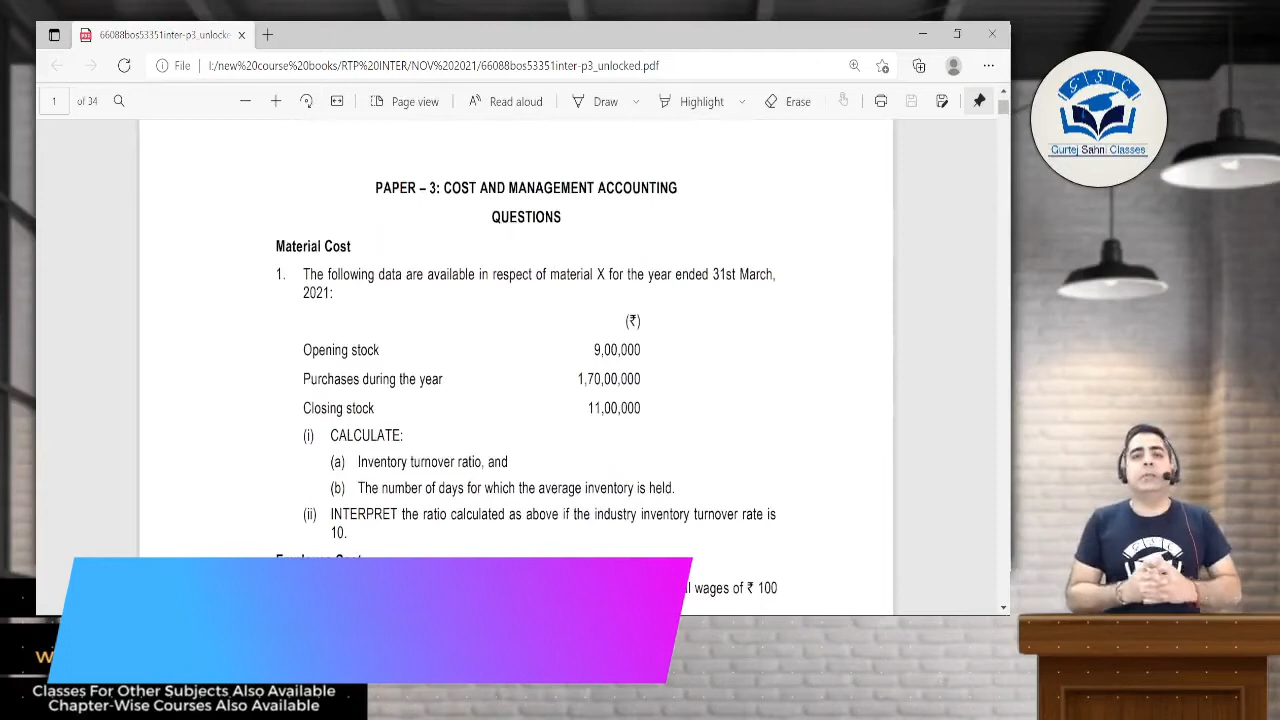 66088bos53351inter-p3_unlocke
File
I:/new%20course%20books/RTP%20INTER/NOV%202021/66088bos53351inter-p3_unlocked.pdf
1 of 34
Page view
Read aloud
Draw
Highlight
Erase
GSC
Gurtej Sahni Classes
PAPER – 3: COST AND MANAGEMENT ACCOUNTING
QUESTIONS
Material Cost
1. The following data are available in respect of material X for the year ended 31st March,
2021:
(₹)
Opening stock 9,00,000
Purchases during the year 1,70,00,000
Closing stock 11,00,000
(i) CALCULATE:
(a) Inventory turnover ratio, and
(b) The number of days for which the average inventory is held.
(ii) INTERPRET the ratio calculated as above if the industry inventory turnover rate is
10.
l wages of ₹ 100
GSC
W
Classes For Other Subjects Also Available
Chapter-Wise Courses Also Available